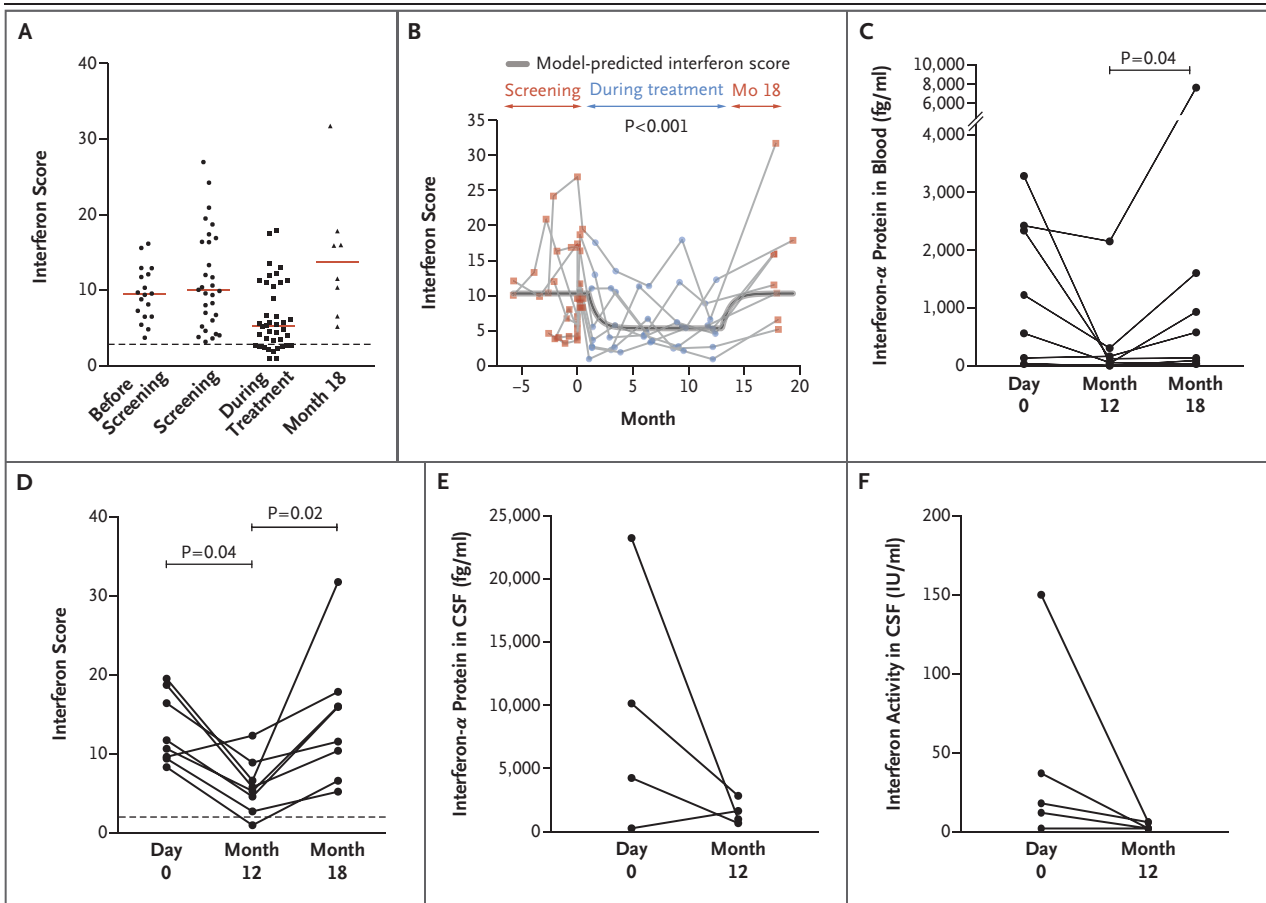 A
Interferon Score
40
30
20
10
0
Before
Screening
Screening
During
Treatment
Month 18
B
Model-predicted interferon score
Screening
During treatment
Mo 18
P<0.001
Interferon Score
35
30
25
20
15
10
5
0
−5
0
5
10
15
20
Month
C
P=0.04
Interferon-α Protein in Blood (fg/ml)
10,000
8,000
6,000
4,000
3,000
2,000
1,000
0
Day
0
Month
12
Month
18
D
P=0.02
P=0.04
Interferon Score
40
30
20
10
0
Day
0
Month
12
Month
18
E
Interferon-α Protein in CSF (fg/ml)
25,000
20,000
15,000
10,000
5,000
0
Day
0
Month
12
F
Interferon Activity in CSF (IU/ml)
200
150
100
50
0
Day
0
Month
12